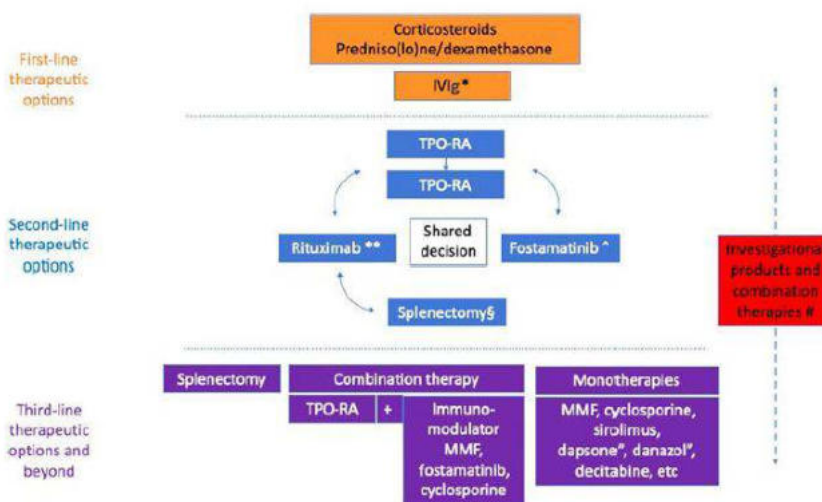 First-line
therapeutic
options
Corticosteroids
Predniso(lo)ne/dexamethasone
IVIg*
Second-line
therapeutic
options
TPO-RA
TPO-RA
Rituximab **
Shared
decision
Fostamatinib ^
Splenectomy§
Investigational
products and
combination
therapies #
Third-line
therapeutic
options and
beyond
Splenectomy
Combination therapy
TPO-RA
+
Immuno-
modulator
MMF,
fostamatinib,
cyclosporine
Monotherapies
MMF, cyclosporine,
sirolimus,
dapsone”, danazol”,
decitabine, etc